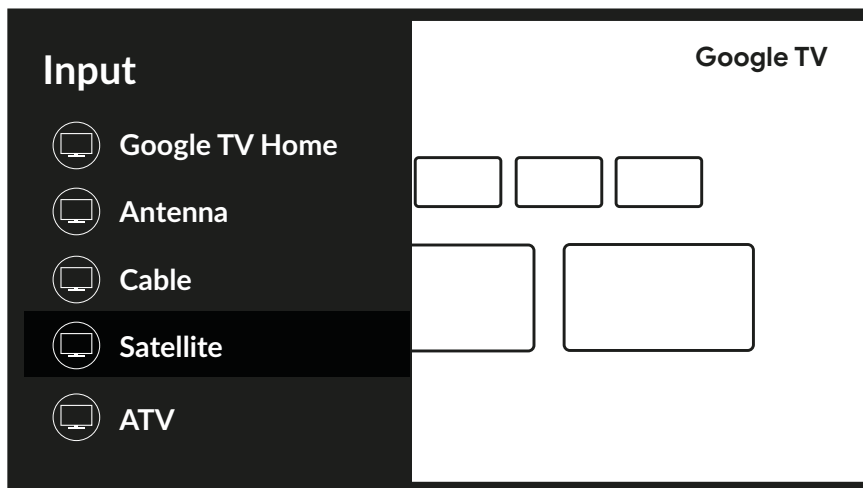 Input
Google TV
Google TV Home
Antenna
Cable
Satellite
ATV